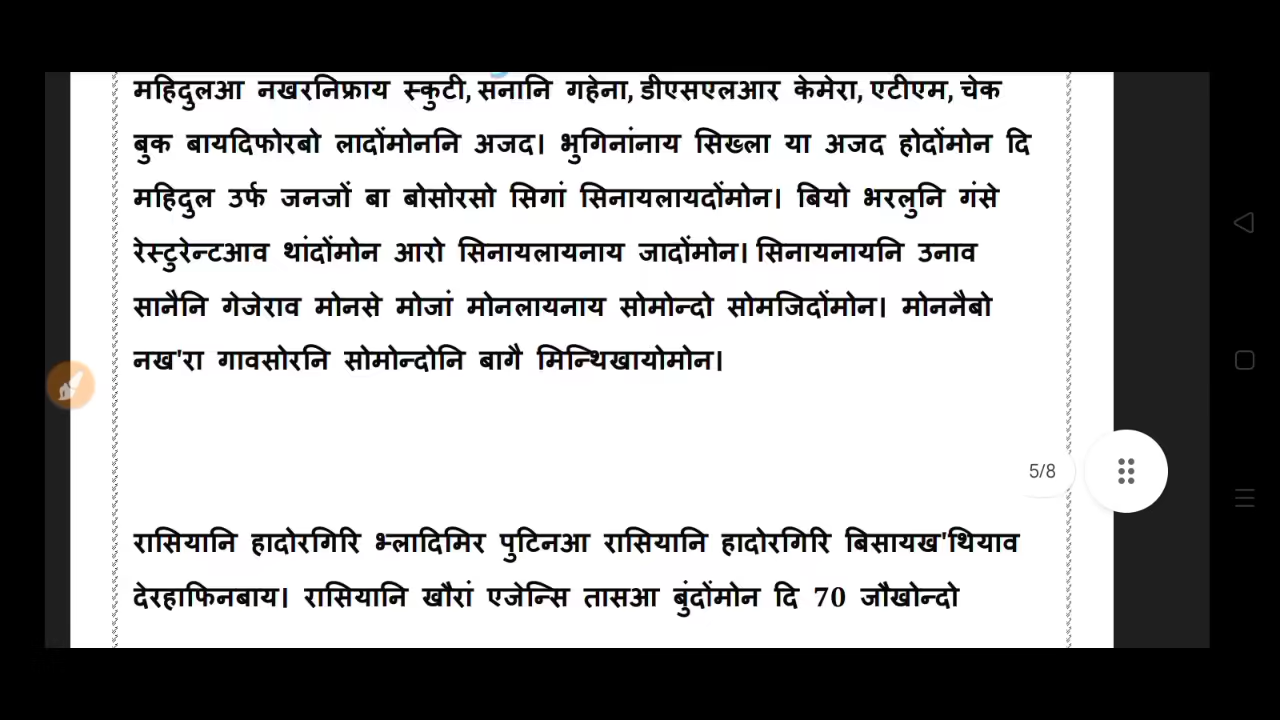 महिदुलआ नखरनिफ्राय स्कुटी, सनानि गहेना, डीएसएलआर केमेरा, एटीएम, चेक
बुक बायदिफोरबो लादोंमोननि अजद। भुगिनांनाय सिख्ला या अजद होदोंमोन दि
महिदुल उर्फ जनजों बा बोसोरसो सिगां सिनायलायदोंमोन। बियो भरलुनि गंसे
रेस्टुरेन्टआव थांदोंमोन आरो सिनायलायनाय जादोंमोन। सिनायनायनि उनाव
सानैनि गेजेराव मोनसे मोजां मोनलायनाय सोमोन्दो सोमजिदोंमोन। मोननैबो
नख'रा गावसोरनि सोमोन्दोनि बागै मिन्थिखायोमोन।
5/8
रासियानि हादोरगिरि भ्लादिमिर पुटिनआ रासियानि हादोरगिरि बिसायख'थियाव
देरहाफिनबाय। रासियानि खौरां एजेन्सि तासआ बुंदोंमोन दि 70 जौखोन्दो